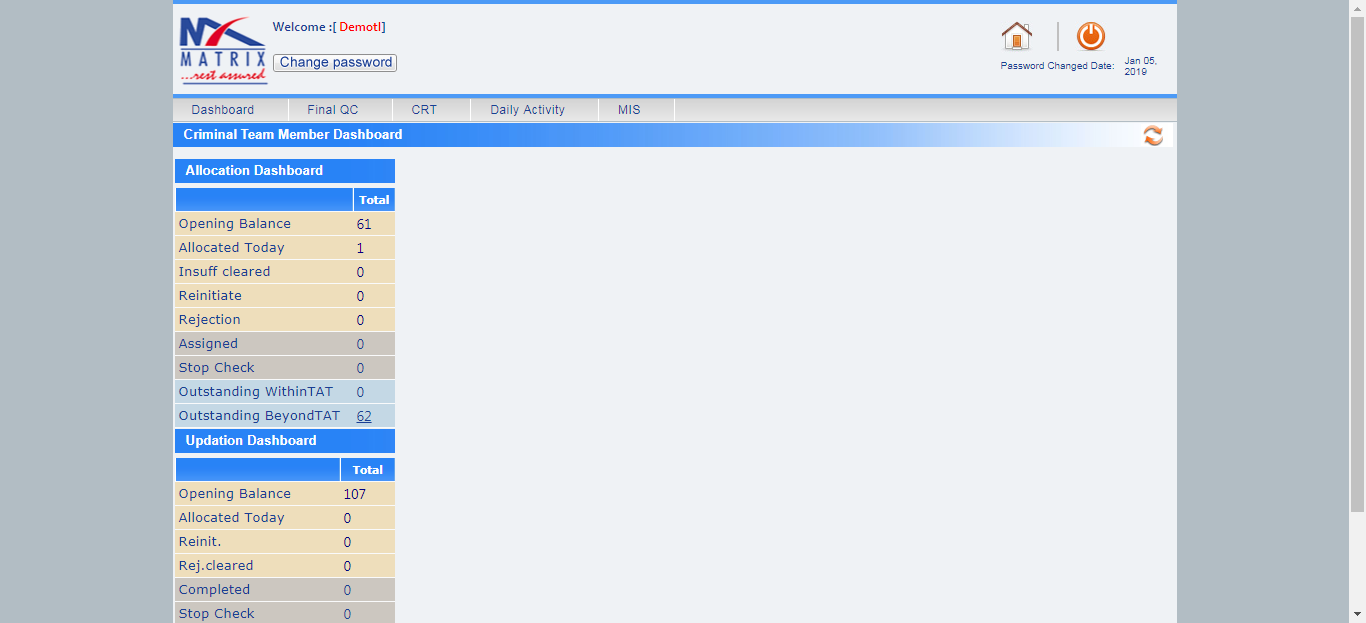 Welcome :[ Demotl]
MATRIX
...rest assured
Change password
Password Changed Date: Jan 05, 2019
Dashboard Final QC CRT Daily Activity MIS
Criminal Team Member Dashboard
Allocation Dashboard
Total
Opening Balance 61
Allocated Today 1
Insuff cleared 0
Reinitiate 0
Rejection 0
Assigned 0
Stop Check 0
Outstanding WithinTAT 0
Outstanding BeyondTAT 62
Updation Dashboard
Total
Opening Balance 107
Allocated Today 0
Reinit. 0
Rej.cleared 0
Completed 0
Stop Check 0